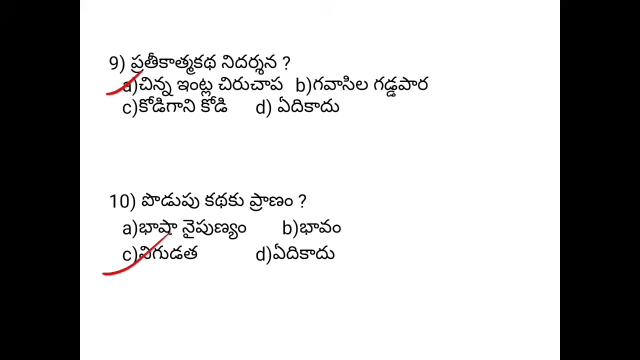 9) ప్రతీకాత్మకథ నిదర్శన ?
a)చిన్న ఇంట్ల చిరుచాప b)గవాసిల గడ్డపార
c)కోడిగాని కోడి d) ఏదికాదు
10) పొడుపు కథకు ప్రాణం ?
a)భాషా నైపుణ్యం b)భావం
c)నిగుడత d)ఏదికాదు